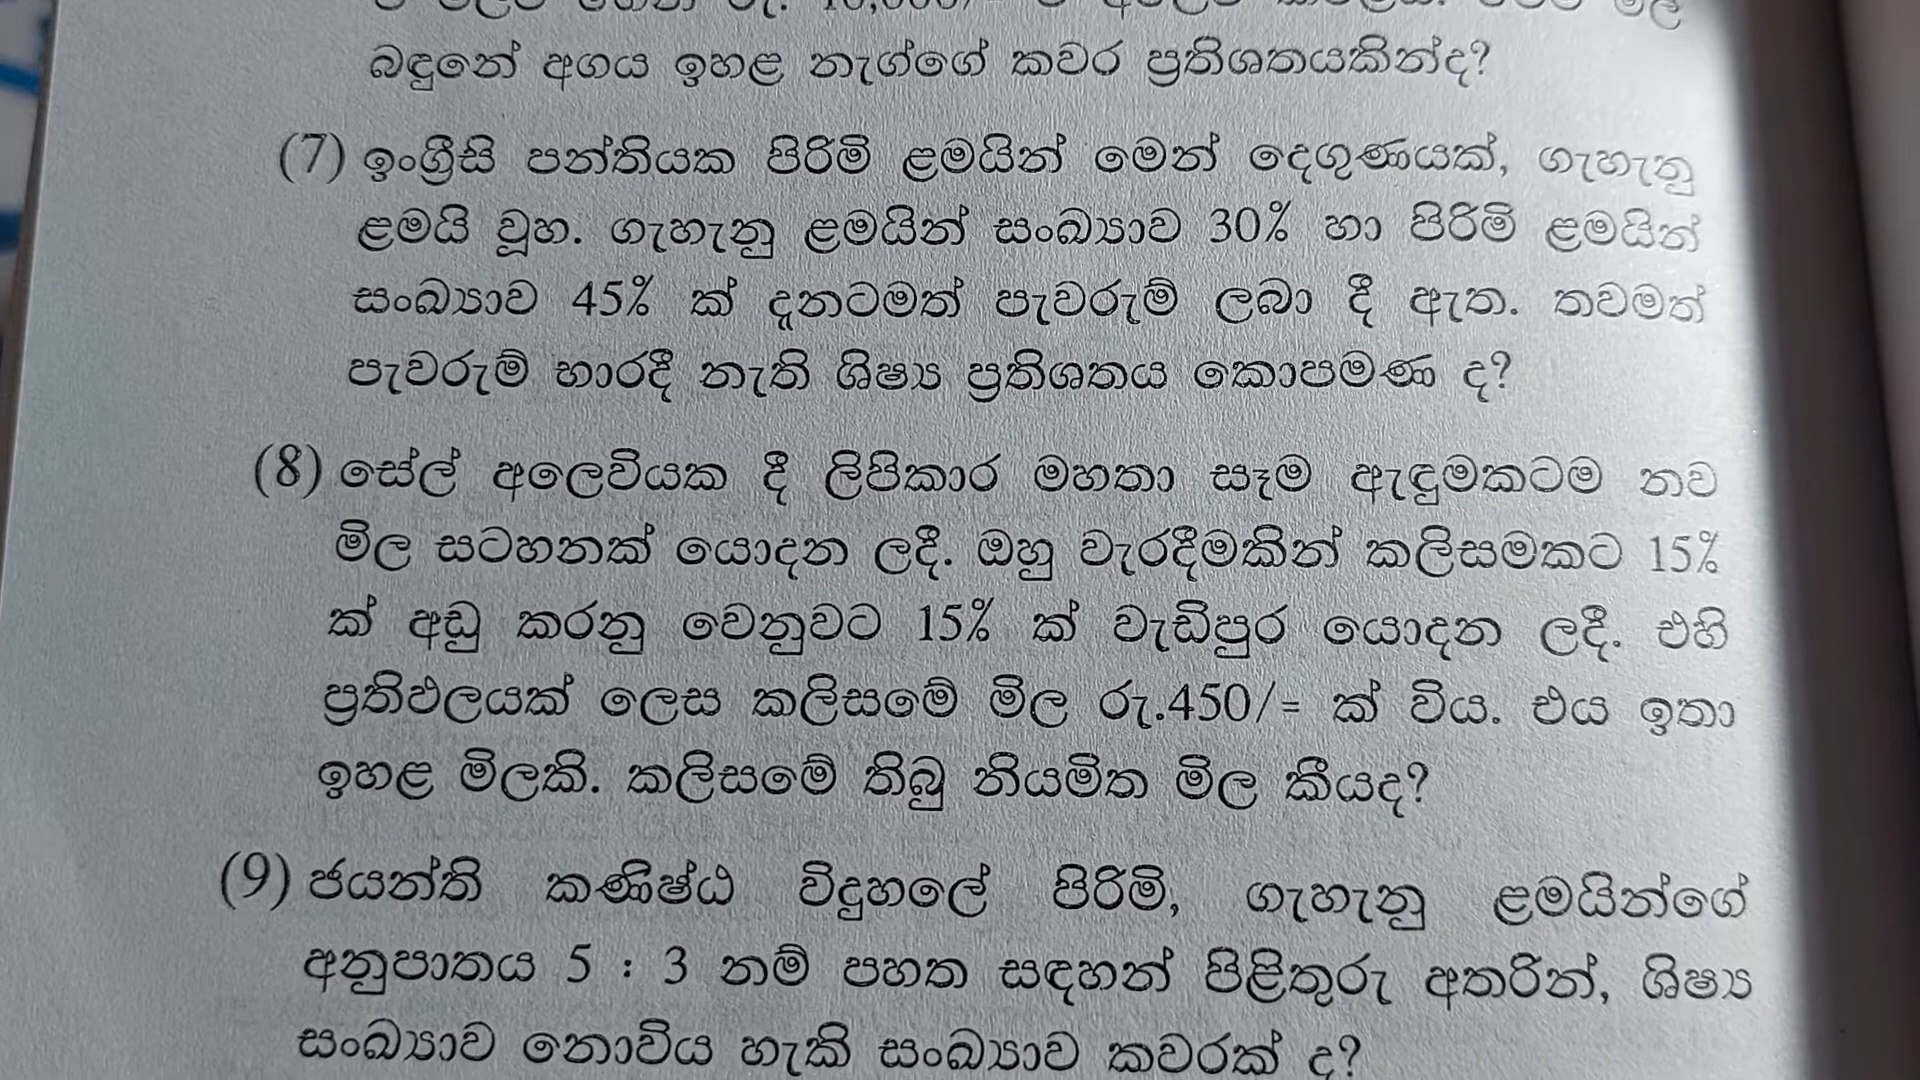 බඳුනේ අගය ඉහළ නැග්ගේ කවර ප්‍රතිශතයකින්ද?
(7) ඉංග්‍රීසි පන්තියක පිරිමි ළමයින් මෙන් දෙගුණයක්, ගැහැනු
ළමයි වූහ. ගැහැනු ළමයින් සංඛ්‍යාව 30% හා පිරිමි ළමයින්
සංඛ්‍යාව 45% ක් දැනටමත් පැවරුම් ලබා දී ඇත. තවමත්
පැවරුම් භාරදී නැති ශිෂ්‍ය ප්‍රතිශතය කොපමණ ද?
(8) සේල් අලෙවියක දී ලිපිකාර මහතා සෑම ඇඳුමකටම නව
මිල සටහනක් යොදන ලදී. ඔහු වැරදීමකින් කලිසමකට 15%
ක් අඩු කරනු වෙනුවට 15% ක් වැඩිපුර යොදන ලදී. එහි
ප්‍රතිඵලයක් ලෙස කලිසමේ මිල රු.450/= ක් විය. එය ඉතා
ඉහළ මිලකි. කලිසමේ තිබු නියමිත මිල කීයද?
(9) ජයන්ති කණිෂ්ඨ විදුහලේ පිරිමි, ගැහැනු ළමයින්ගේ
අනුපාතය 5 : 3 නම් පහත සඳහන් පිළිතුරු අතරින්, ශිෂ්‍ය
සංඛ්‍යාව නොවිය හැකි සංඛ්‍යාව කවරක් ද?